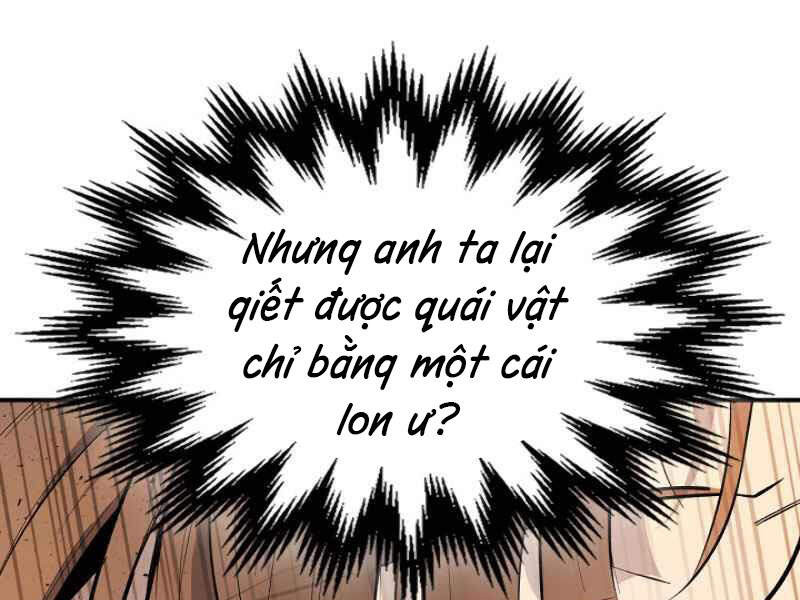 Nhưng anh ta lại
giết được quái vật
chỉ bằng một cái
lon ư?